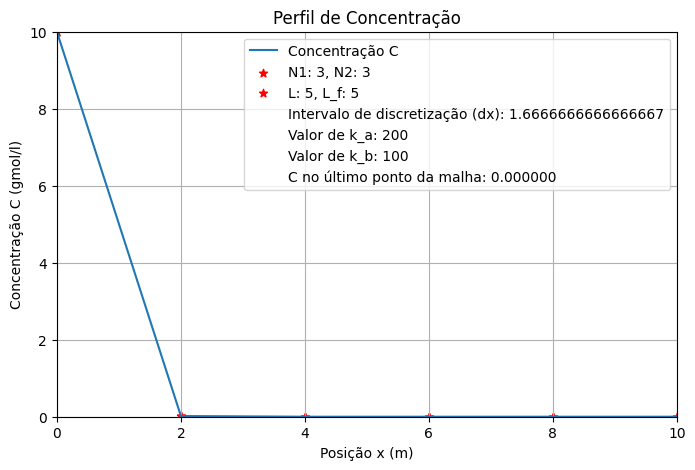 Perfil de Concentração
Concentração C (gmol/l)
10
8
6
4
2
0
Concentração C
N1: 3, N2: 3
L: 5, L_f: 5
Intervalo de discretização (dx): 1.6666666666666667
Valor de k_a: 200
Valor de k_b: 100
C no último ponto da malha: 0.000000
0 2 4 6 8 10
Posição x (m)